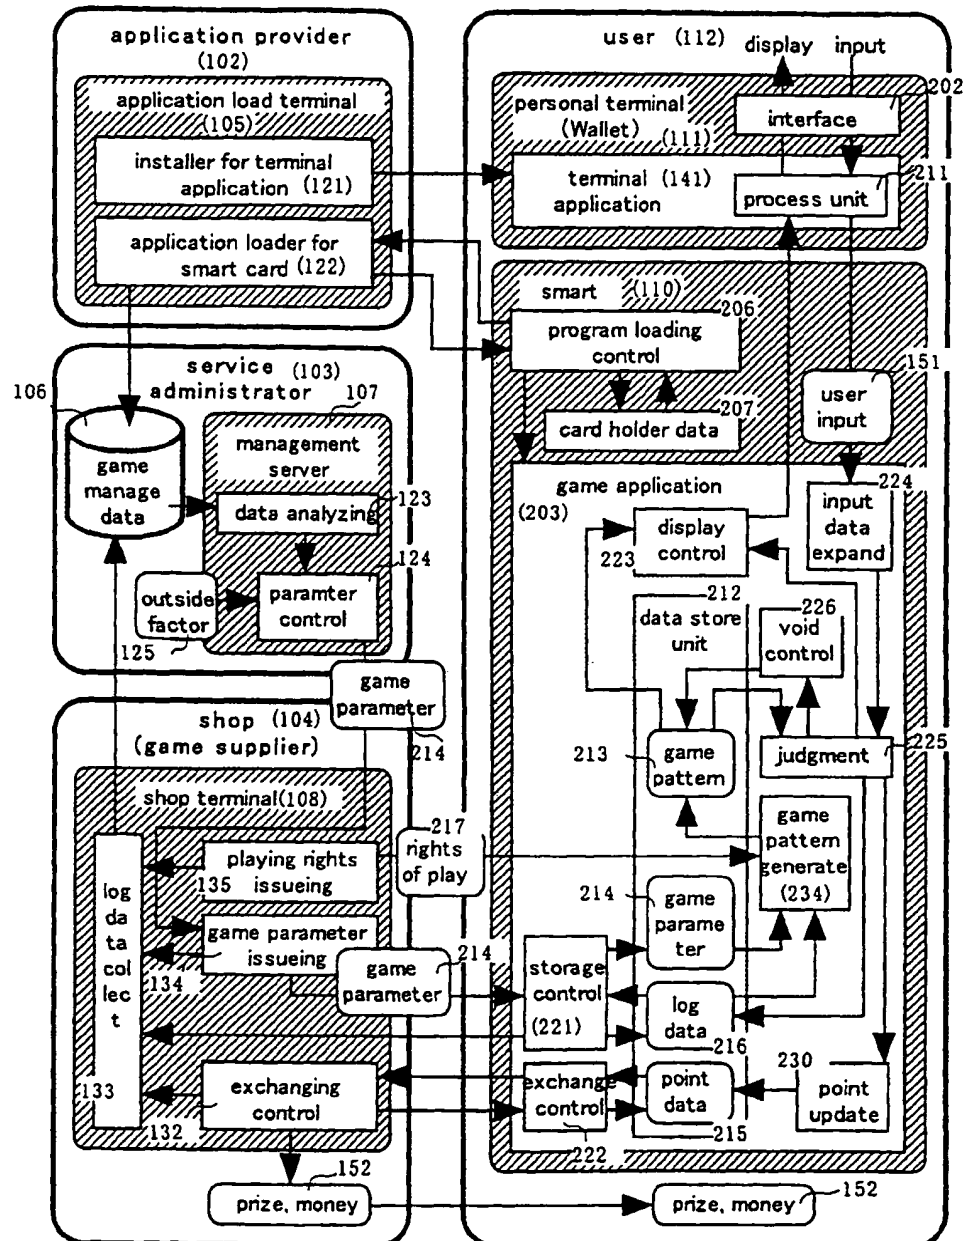 application provider
(102)
application load terminal
(105)
installer for terminal
application (121)
application loader for
smart card (122)
user (112)
display
input
202
personal terminal
(Wallet)
(111)
interface
terminal (141)
application
process unit
211
smart (110)
206
program loading
control
207
card holder data
151
user
input
service (103)
administrator
106
107
game
manage
data
management
server
123
data analyzing
124
paramter
control
outside
factor
125
game
parameter
214
game application
(203)
224
input
data
expand
display
control
223
212
data store
unit
226
void
control
213
game
pattern
judgment
225
game
pattern
generate
(234)
214
game
parame
ter
storage
control
(221)
log
data
216
230
exchange
control
222
point
data
215
point
update
shop (104)
(game supplier)
shop terminal(108)
217
rights
of play
playing rights
issueing
135
log
da
ta
col
lec
t
game parameter
issueing
134
game
parameter
214
133
exchanging
control
132
152
prize, money
prize, money
152